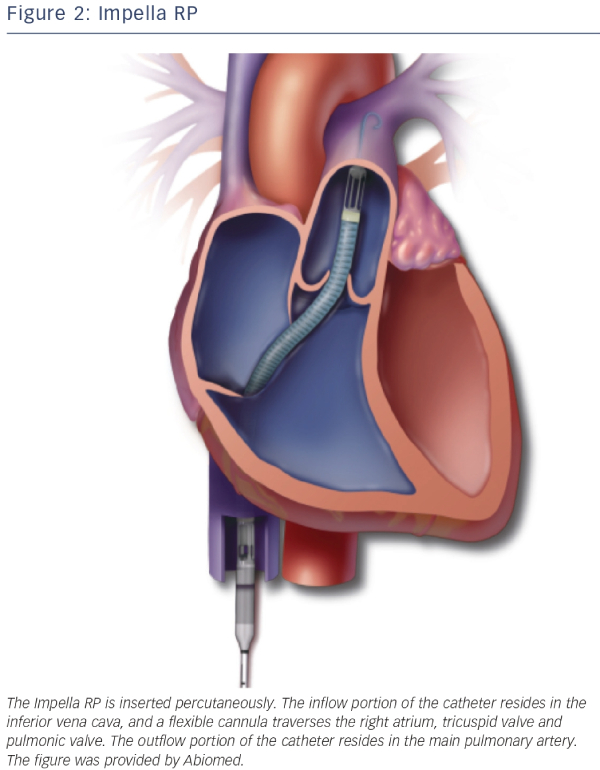 Figure 2: Impella RP
The Impella RP is inserted percutaneously. The inflow portion of the catheter resides in the
inferior vena cava, and a flexible cannula traverses the right atrium, tricuspid valve and
pulmonic valve. The outflow portion of the catheter resides in the main pulmonary artery.
The figure was provided by Abiomed.